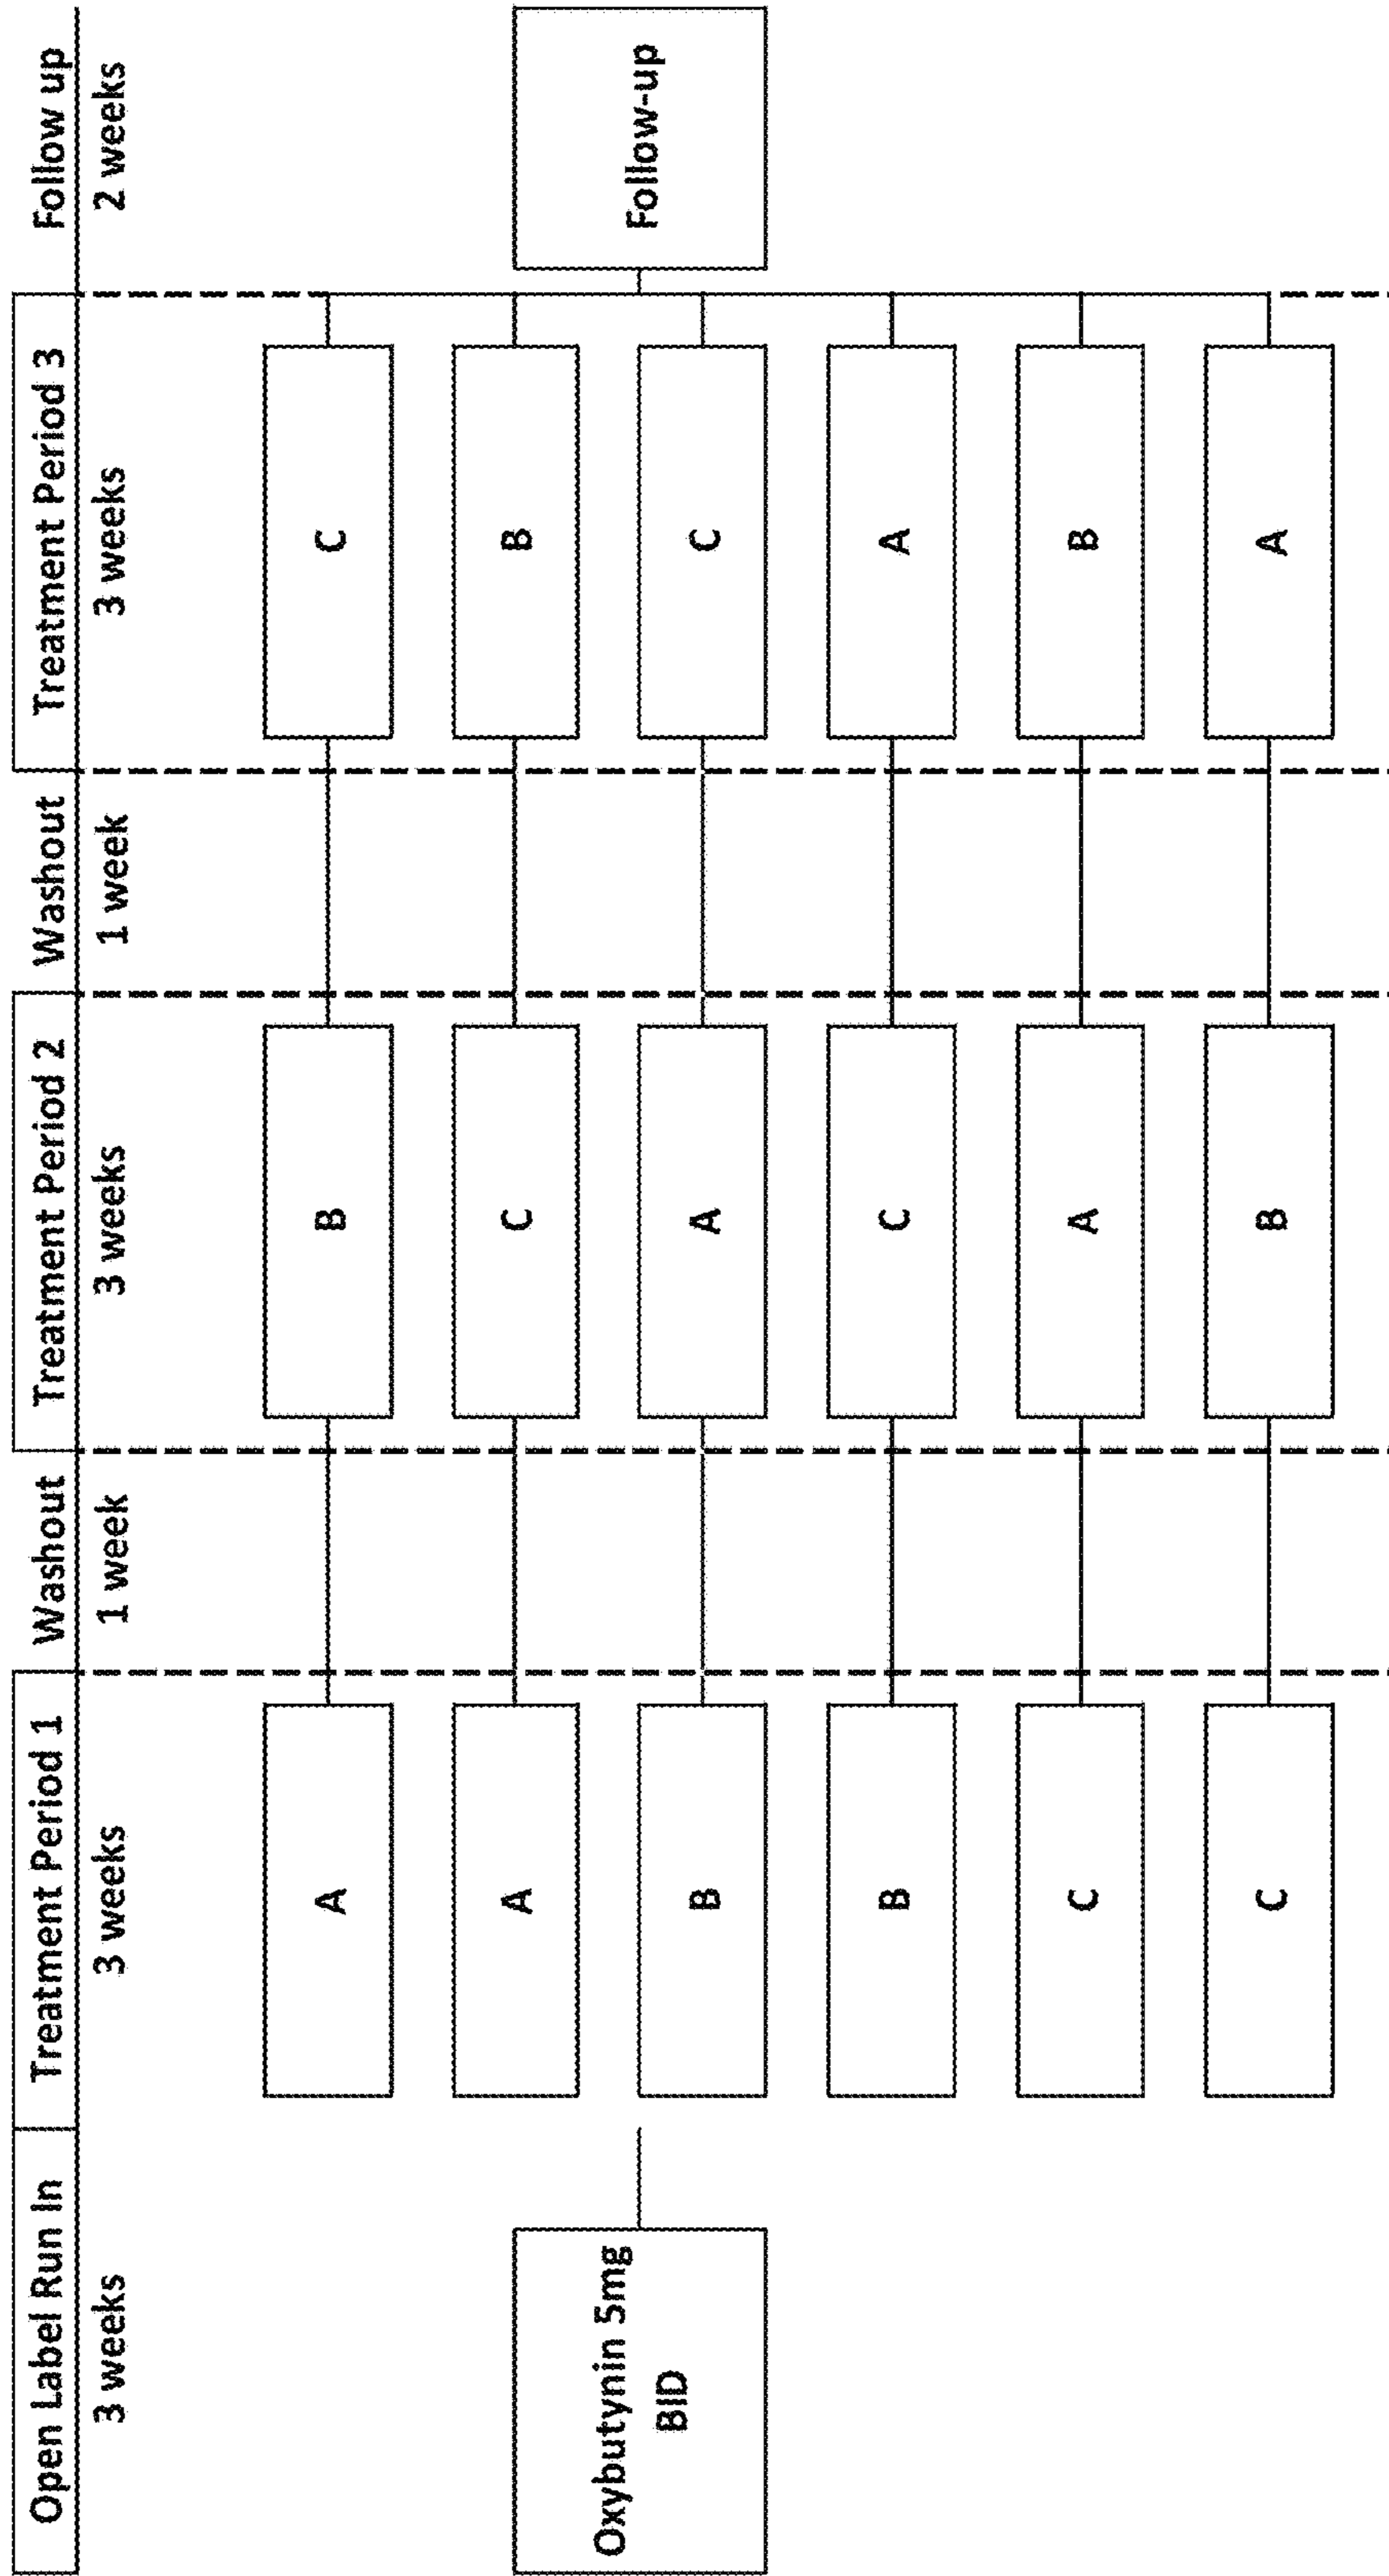 Open Label Run In Treatment Period 1 Washout Treatment Period 2 Washout Treatment Period 3 Follow up
3 weeks 3 weeks 1 week 3 weeks 1 week 3 weeks 2 weeks
A B C
A C B
Oxybutynin 5mg
BID
Follow-up
B A C
B C A
C A B
C B A